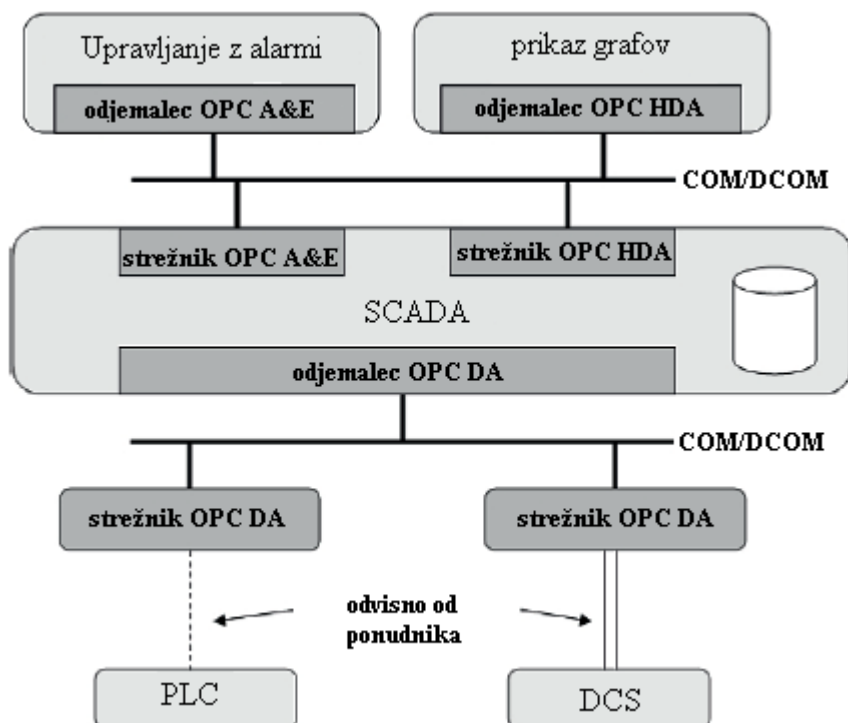 Upravljanje z alarmi
prikaz grafov
odjemalec OPC A&E
odjemalec OPC HDA
COM/DCOM
strežnik OPC A&E
strežnik OPC HDA
SCADA
odjemalec OPC DA
COM/DCOM
strežnik OPC DA
strežnik OPC DA
odvisno od
ponudnika
PLC
DCS